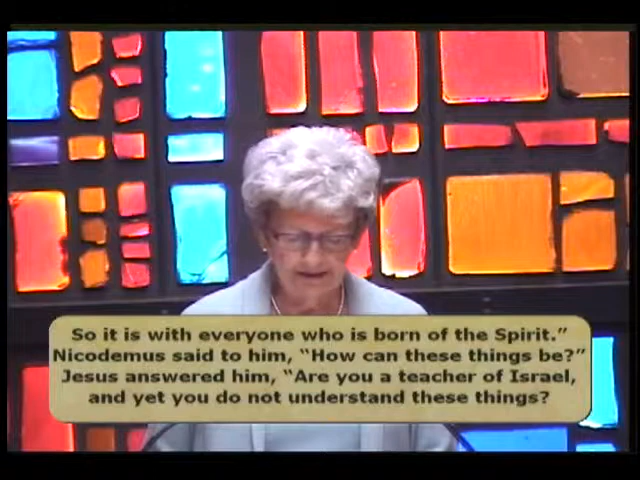 So it is with everyone who is born of the Spirit.”
Nicodemus said to him, “How can these things be?”
Jesus answered him, “Are you a teacher of Israel,
and yet you do not understand these things?